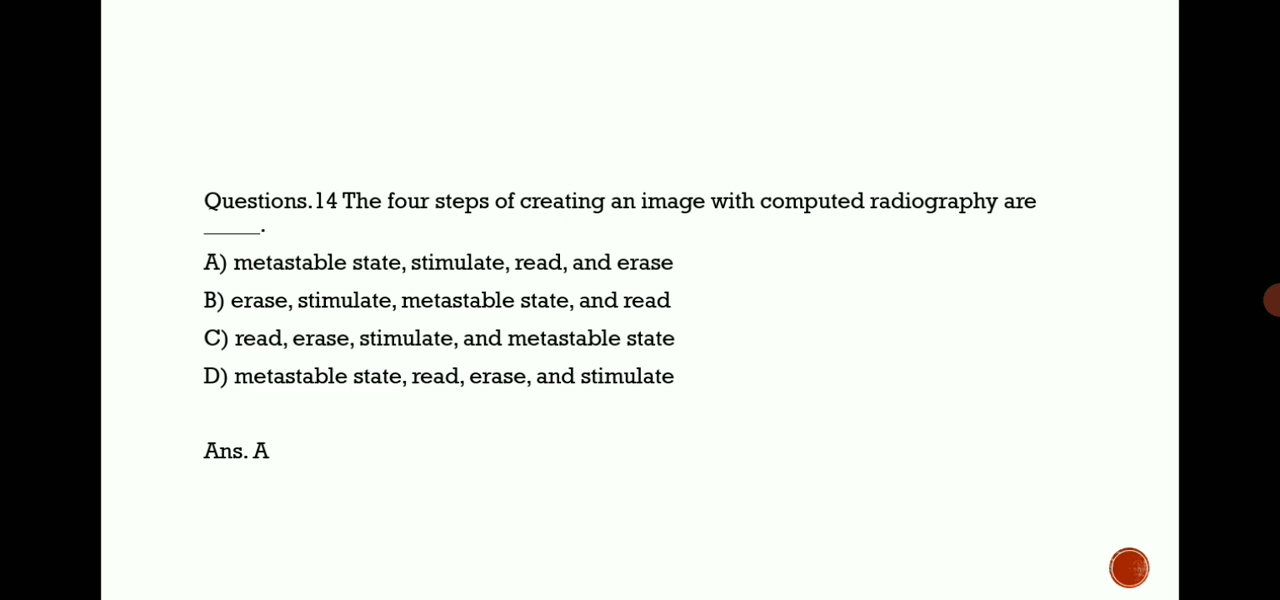 Questions.14 The four steps of creating an image with computed radiography are
_____.
A) metastable state, stimulate, read, and erase
B) erase, stimulate, metastable state, and read
C) read, erase, stimulate, and metastable state
D) metastable state, read, erase, and stimulate
Ans. A